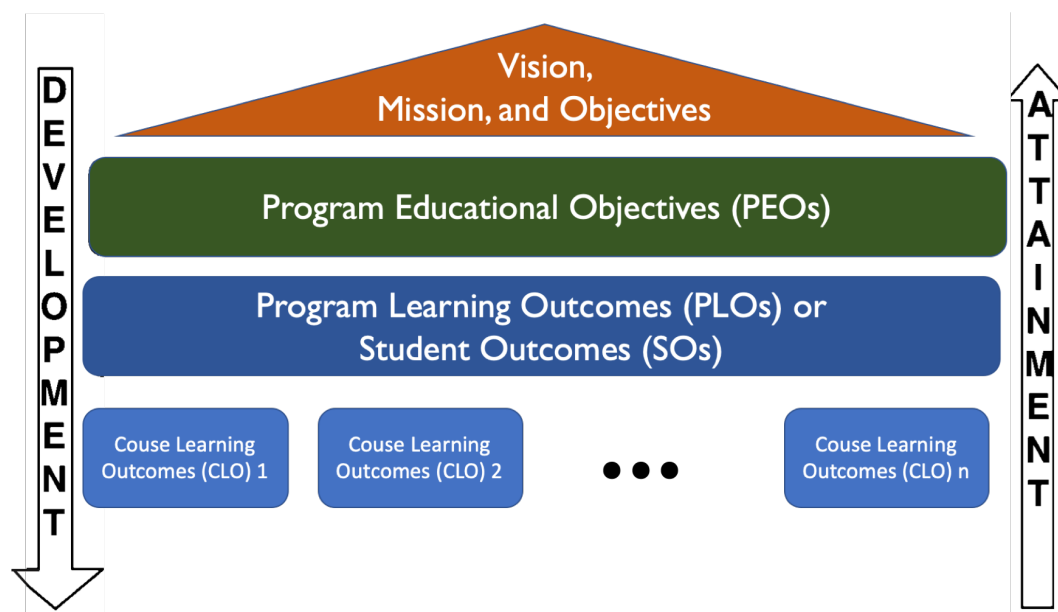 DEVELOPMENT
Vision,
Mission, and Objectives
Program Educational Objectives (PEOs)
Program Learning Outcomes (PLOs) or
Student Outcomes (SOs)
Couse Learning
Outcomes (CLO) 1
Couse Learning
Outcomes (CLO) 2
Couse Learning
Outcomes (CLO) n
ATTAINMENT